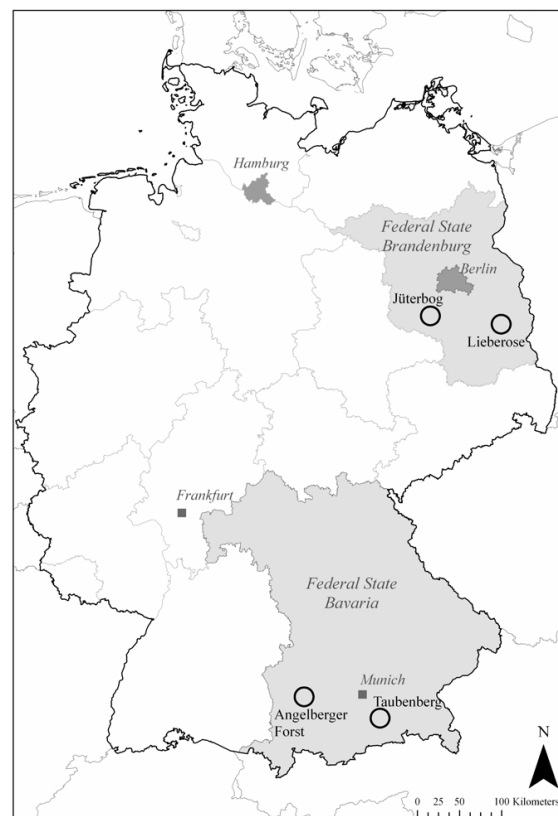 Hamburg
Federal State
Brandenburg
Berlin
Jüterbog
Lieberose
Frankfurt
Federal State
Bavaria
Munich
Angelberger
Forst
Taubenberg
N
0 25 50 100 Kilometers